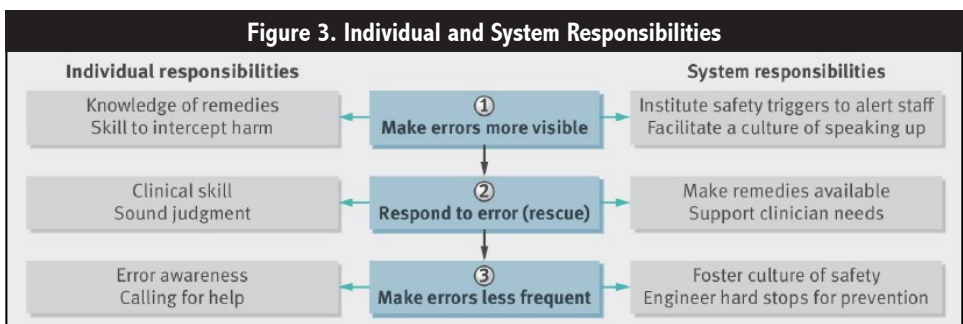 Figure 3. Individual and System Responsibilities
Individual responsibilities
System responsibilities
Knowledge of remedies
Skill to intercept harm
1
Make errors more visible
Institute safety triggers to alert staff
Facilitate a culture of speaking up
Clinical skill
Sound judgment
2
Respond to error (rescue)
Make remedies available
Support clinician needs
Error awareness
Calling for help
3
Make errors less frequent
Foster culture of safety
Engineer hard stops for prevention